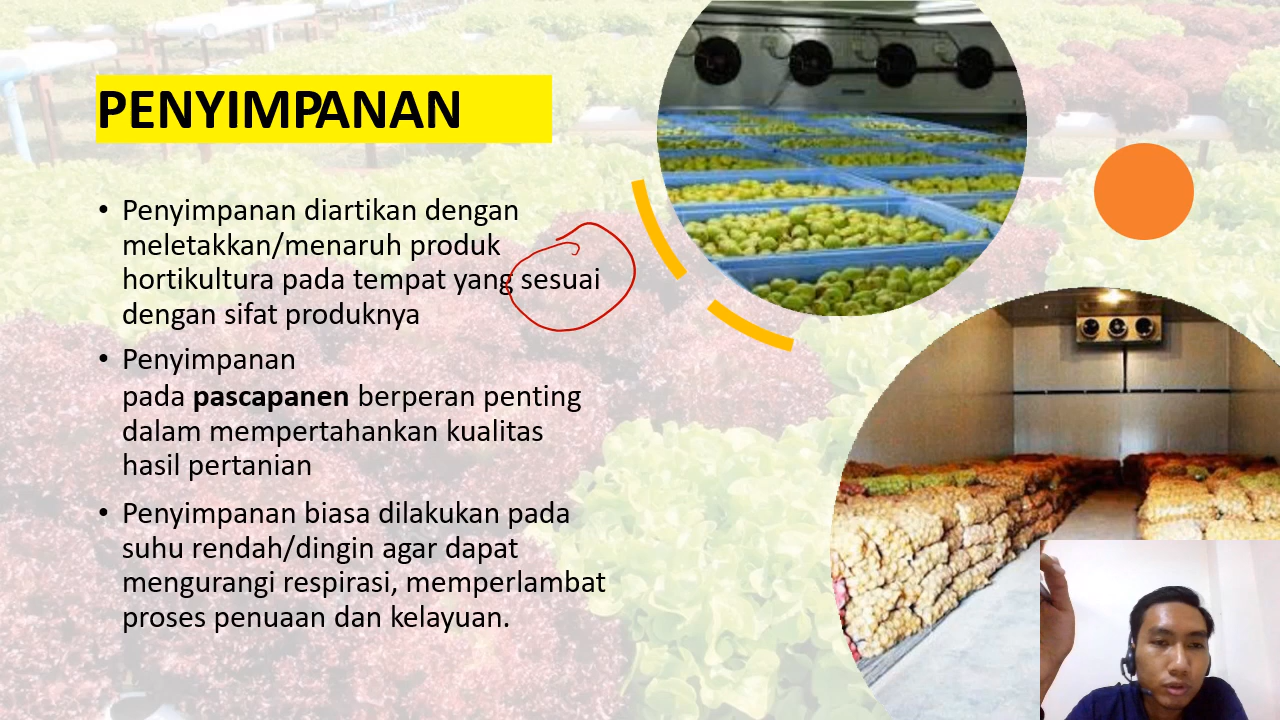 PENYIMPANAN
• Penyimpanan diartikan dengan
meletakkan/menaruh produk
hortikultura pada tempat yang sesuai
dengan sifat produknya
• Penyimpanan
pada pascapanen berperan penting
dalam mempertahankan kualitas
hasil pertanian
• Penyimpanan biasa dilakukan pada
suhu rendah/dingin agar dapat
mengurangi respirasi, memperlambat
proses penuaan dan kelayuan.